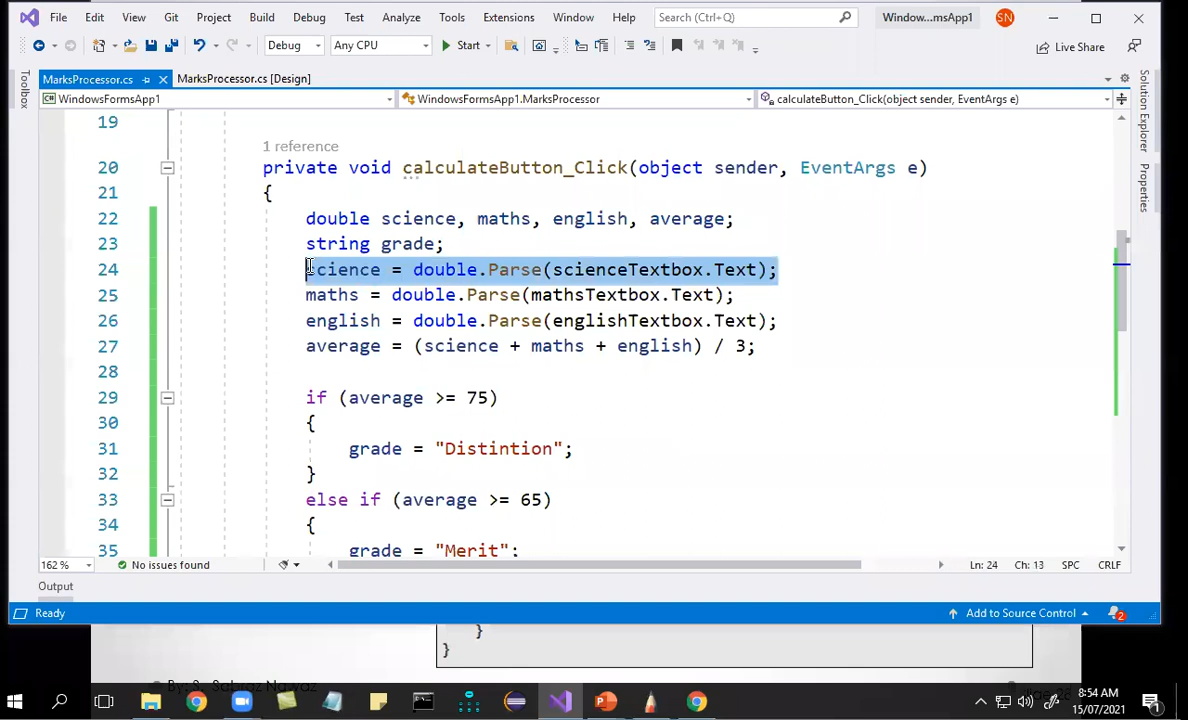 File Edit View Git Project Build Debug Test Analyze Tools Extensions Window Help Search (Ctrl+Q) Window...msApp1 SN
Debug Any CPU Start Live Share
MarksProcessor.cs MarksProcessor.cs [Design]
WindowsFormsApp1 WindowsFormsApp1.MarksProcessor calculateButton_Click(object sender, EventArgs e)
Toolbox
Solution Explorer
Properties
19
1 reference
20 private void calculateButton_Click(object sender, EventArgs e)
21 {
22 double science, maths, english, average;
23 string grade;
24 science = double.Parse(scienceTextbox.Text);
25 maths = double.Parse(mathsTextbox.Text);
26 english = double.Parse(englishTextbox.Text);
27 average = (science + maths + english) / 3;
28
29 if (average >= 75)
30 {
31 grade = "Distintion";
32 }
33 else if (average >= 65)
34 {
35 grade = "Merit";
162 % No issues found Ln: 24 Ch: 13 SPC CRLF
Output
Ready Add to Source Control 2
}
}
By: S. Sabraz Nawaz
8:54 AM
15/07/2021 1